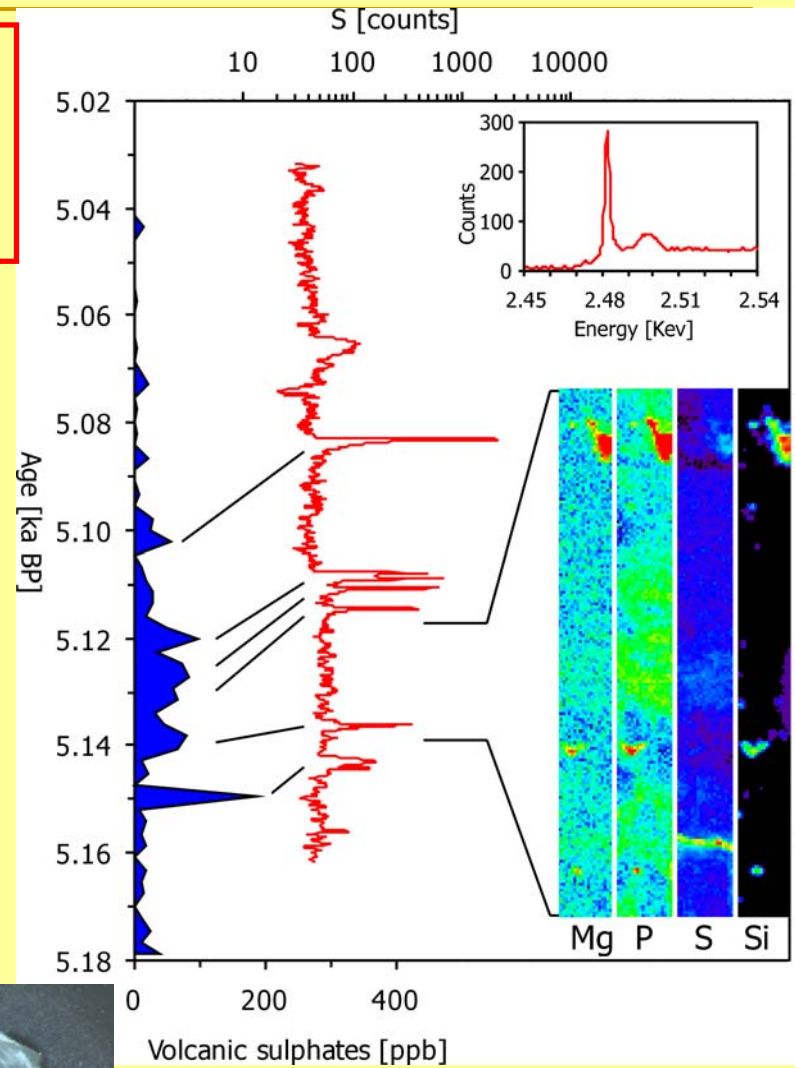 S [counts]
10 100 1000 10000
5.02
5.04
5.06
5.08
5.10
5.12
5.14
5.16
5.18
Age [ka BP]
300
200
100
0
Counts
2.45 2.48 2.51 2.54
Energy [Kev]
Mg P S Si
0 200 400
Volcanic sulphates [ppb]